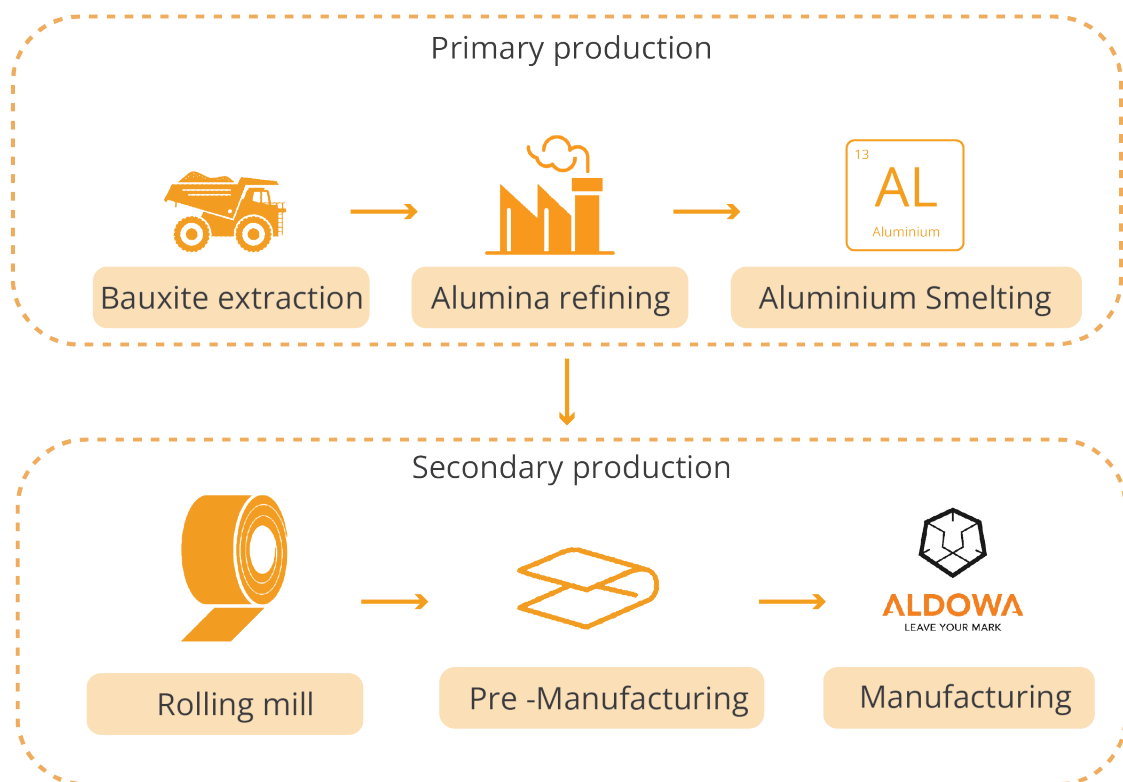 Primary production
13
AL
Aluminium
Bauxite extraction
Alumina refining
Aluminium Smelting
Secondary production
ALDOWA
LEAVE YOUR MARK
Rolling mill
Pre -Manufacturing
Manufacturing